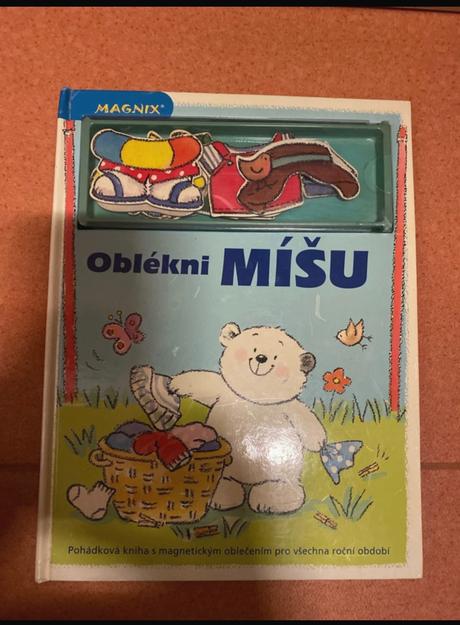 MAGNIX®
Oblékni MÍŠU
Pohádková kniha s magnetickým oblečením pro všechna roční období